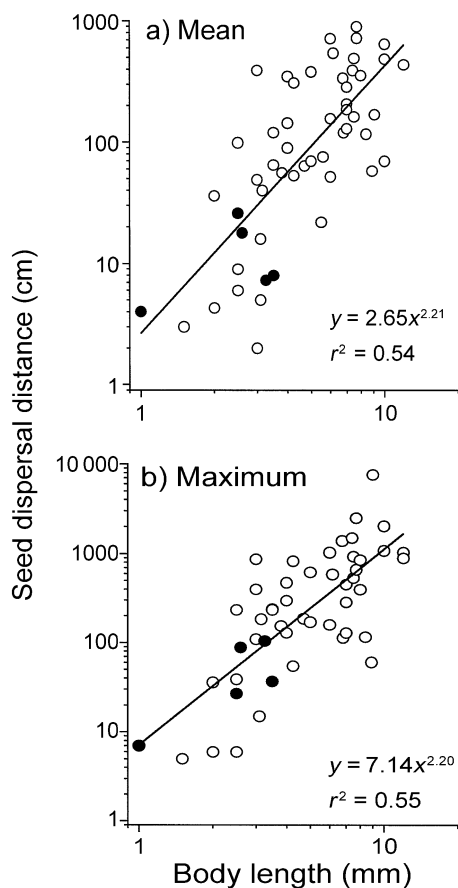 a) Mean
1000
100
10
1
y = 2.65x^2.21
r² = 0.54
1
10
Seed dispersal distance (cm)
b) Maximum
10 000
1000
100
10
1
y = 7.14x^2.20
r² = 0.55
1
10
Body length (mm)